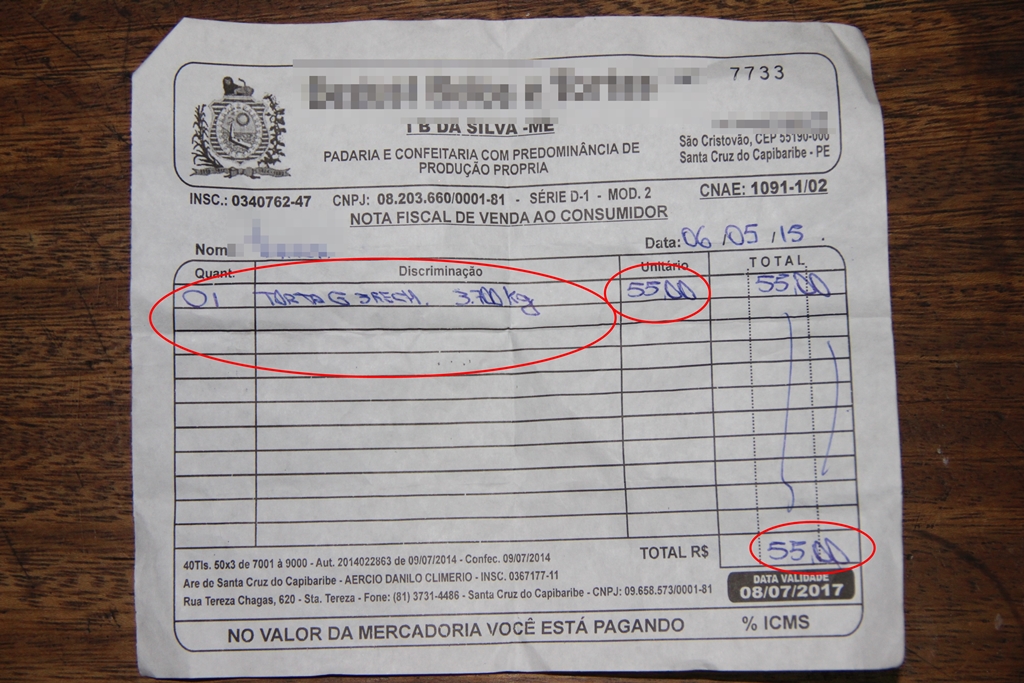 7733
I B DA SILVA -ME
PADARIA E CONFEITARIA COM PREDOMINÂNCIA DE
PRODUÇÃO PROPRIA
São Cristovão, CEP 55190-000
Santa Cruz do Capibaribe - PE
INSC.: 0340762-47 CNPJ: 08.203.660/0001-81 - SÉRIE D-1 - MOD. 2 CNAE: 1091-1/02
NOTA FISCAL DE VENDA AO CONSUMIDOR
Nom Data: 06/05/15.
Quant. Discriminação Unitário TOTAL
01 TORTA G 3.700 kg 55,00 55,00
TOTAL R$ 55,00
40Tls. 50x3 de 7001 à 9000 - Aut. 2014022863 de 09/07/2014 - Confec. 09/07/2014
Are de Santa Cruz do Capibaribe - AERCIO DANILO CLIMERIO - INSC. 0367177-11
Rua Tereza Chagas, 620 - Sta. Tereza - Fone: (81) 3731-4486 - Santa Cruz do Capibaribe - CNPJ: 09.658.573/0001-81
DATA VALIDADE
08/07/2017
NO VALOR DA MERCADORIA VOCÊ ESTÁ PAGANDO % ICMS